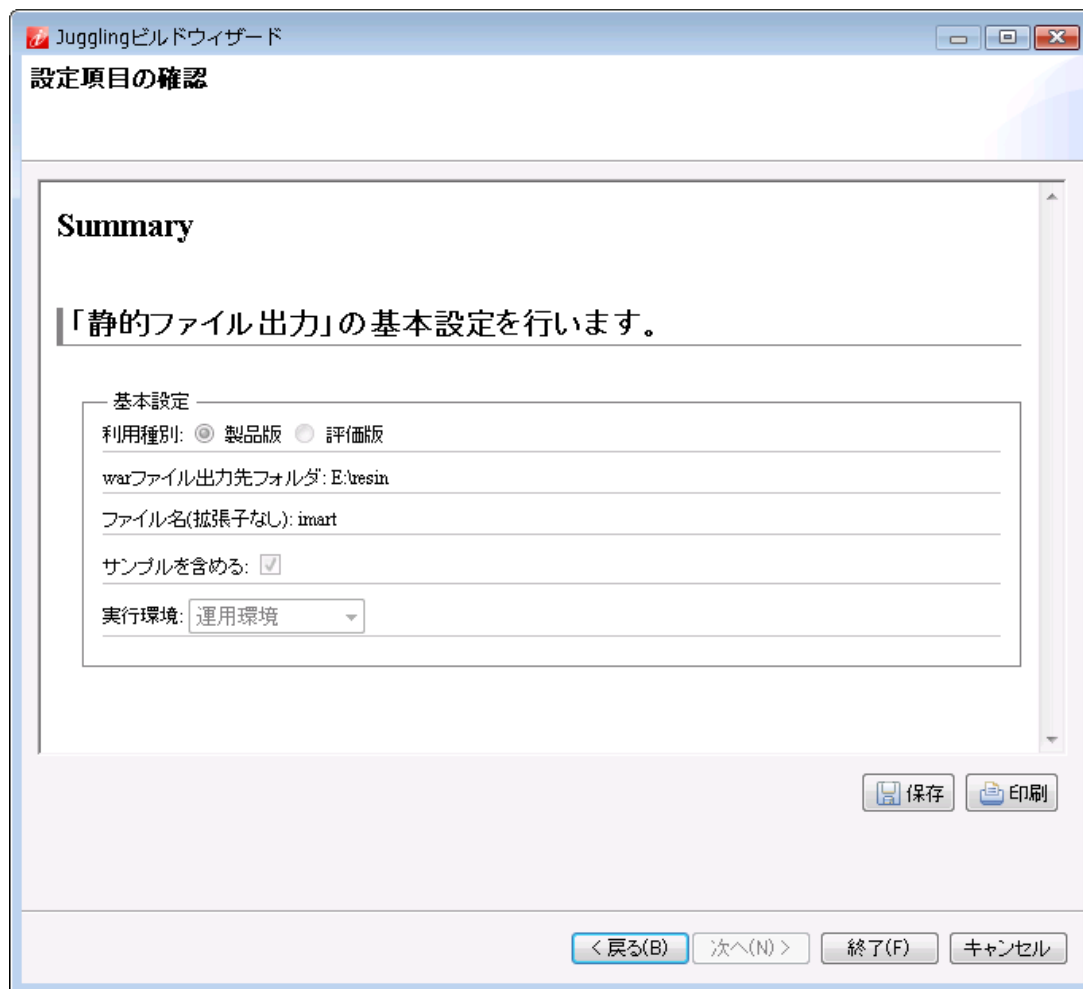 Jugglingビルドウィザード
設定項目の確認
Summary
「静的ファイル出力」の基本設定を行います。
基本設定
利用種別: 製品版 評価版
warファイル出力先フォルダ: E:\resin
ファイル名(拡張子なし): imart
サンプルを含める:
実行環境: 運用環境
保存 印刷
< 戻る(B) 次へ(N) > 終了(F) キャンセル